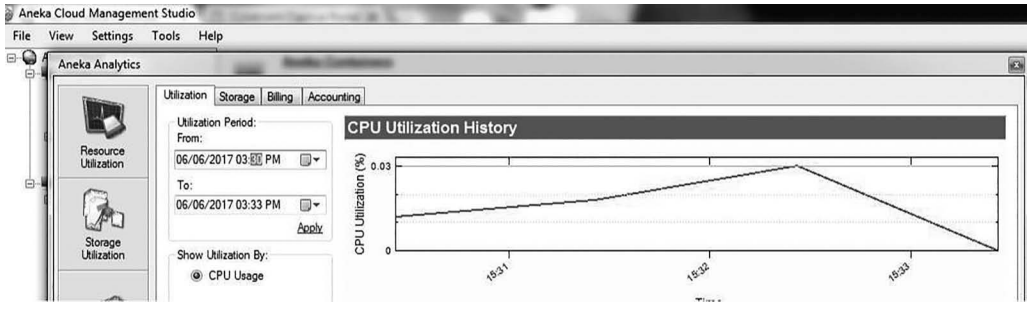 Aneka Cloud Management Studio
File View Settings Tools Help
Aneka Analytics
Utilization Storage Billing Accounting
Resource
Utilization
Storage
Utilization
Utilization Period:
From:
06/06/2017 03:30 PM
To:
06/06/2017 03:33 PM
Apply
Show Utilization By:
CPU Usage
CPU Utilization History
CPU Utilization (%)
0.03
0
15:31
15:32
15:33